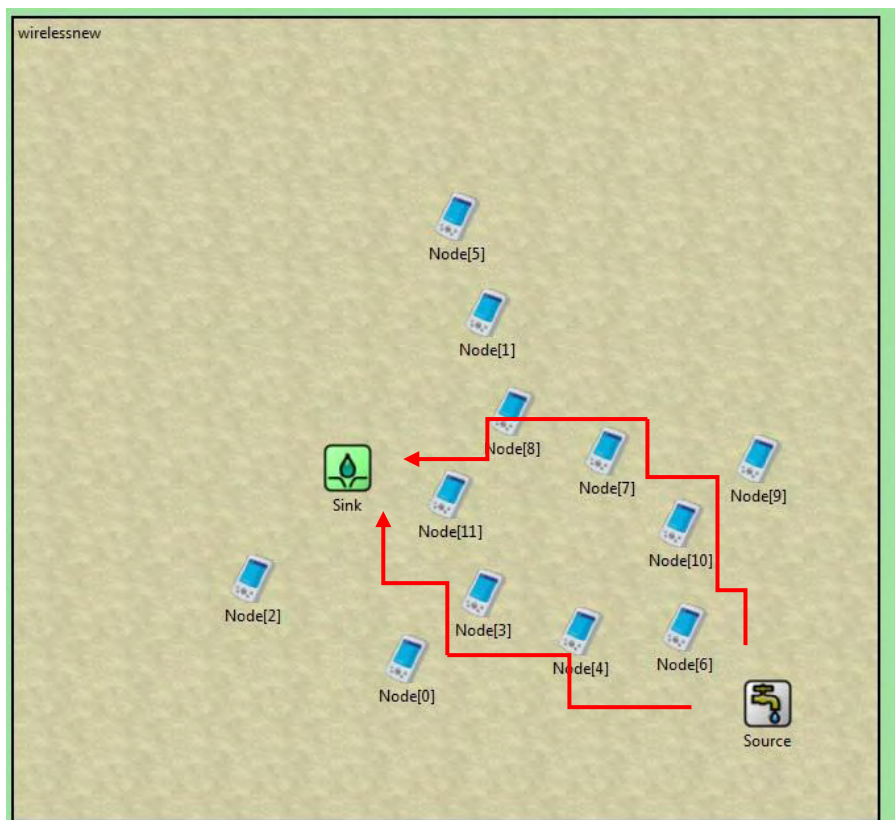 wirelessnew
Node[5]
Node[1]
Node[8]
Node[7]
Node[9]
Sink
Node[11]
Node[10]
Node[2]
Node[3]
Node[4]
Node[6]
Node[0]
Source